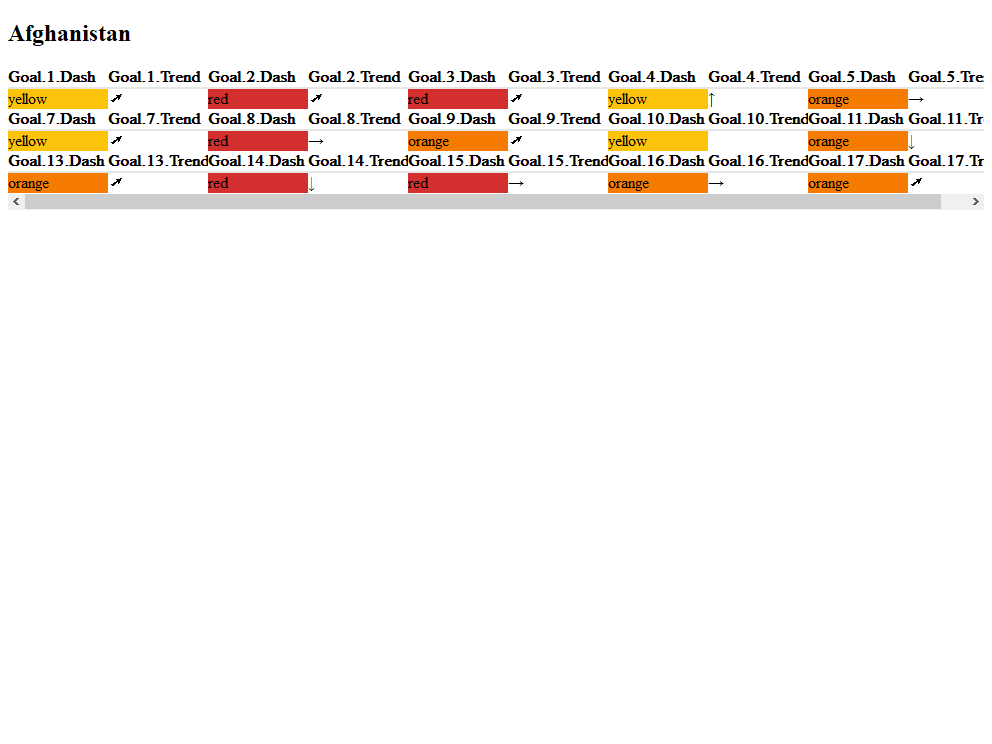 Afghanistan
Goal.1.Dash Goal.1.Trend Goal.2.Dash Goal.2.Trend Goal.3.Dash Goal.3.Trend Goal.4.Dash Goal.4.Trend Goal.5.Dash Goal.5.Tre
yellow ↗ red ↗ red ↗ yellow ↑ orange →
Goal.7.Dash Goal.7.Trend Goal.8.Dash Goal.8.Trend Goal.9.Dash Goal.9.Trend Goal.10.Dash Goal.10.Trend Goal.11.Dash Goal.11.Tr
yellow ↗ red → orange ↗ yellow orange ↓
Goal.13.Dash Goal.13.Trend Goal.14.Dash Goal.14.Trend Goal.15.Dash Goal.15.Trend Goal.16.Dash Goal.16.Trend Goal.17.Dash Goal.17.Tr
orange ↗ red ↓ red → orange → orange ↗